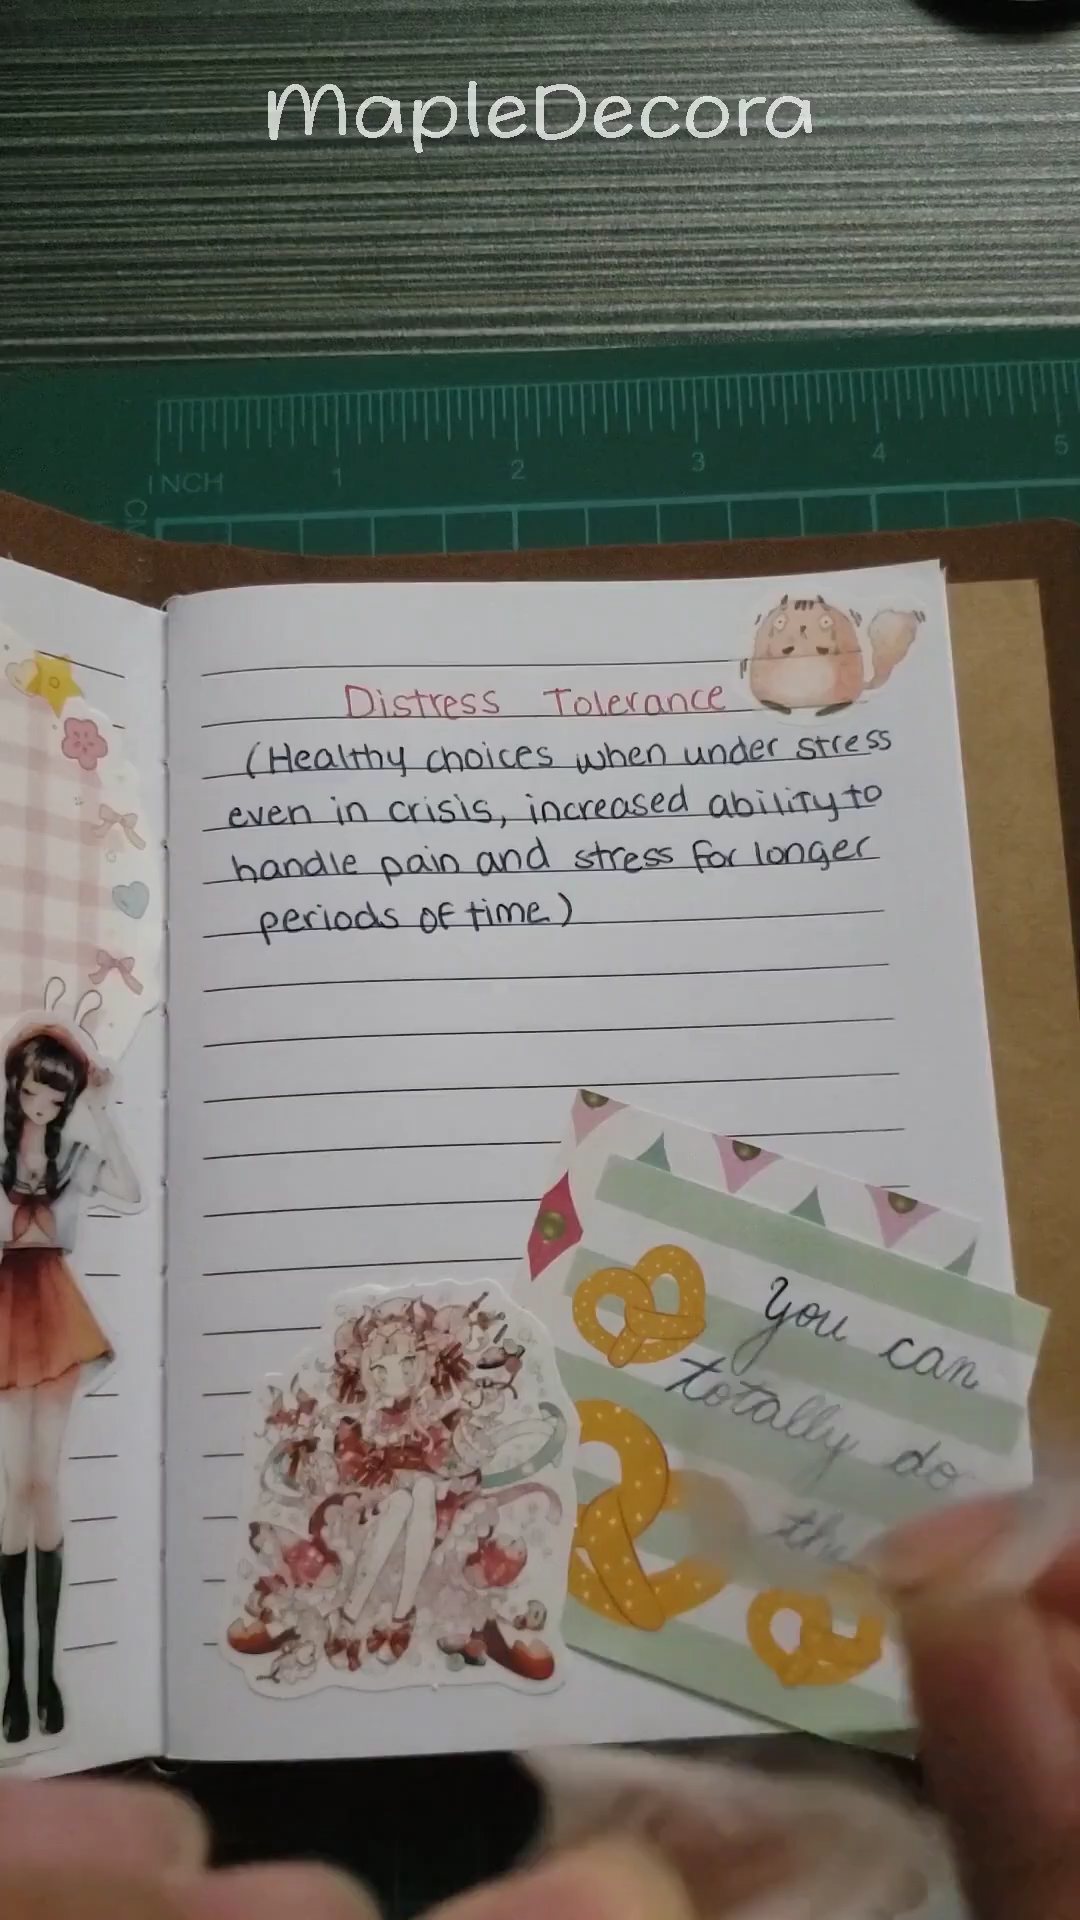 MapleDecora
INCH 1 2 3 4 5
Distress Tolerance
(Healthy choices when under stress
even in crisis, increased ability to
handle pain and stress for longer
periods of time)
You can
totally do